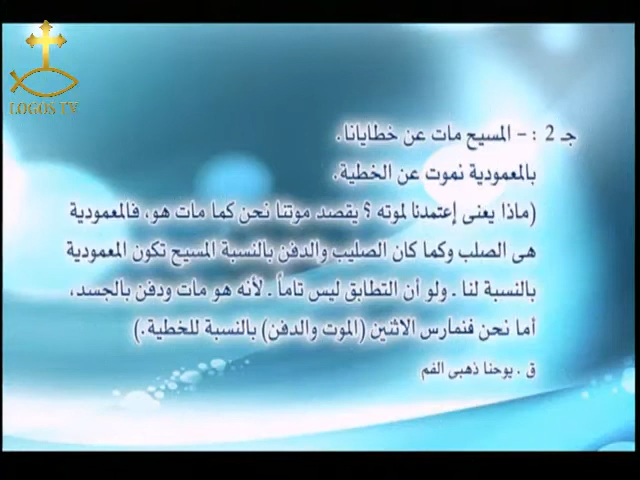 LOGOS TV
جـ 2 : - المسيح مات عن خطايانا.
بالمعمودية نموت عن الخطية.
(ماذا يعنى إعتمدنا لموته ؟ يقصد موتنا نحن كما مات هو، فالمعمودية
هى الصلب وكما كان الصليب والدفن بالنسبة المسيح تكون المعمودية
بالنسبة لنا . ولو أن التطابق ليس تاماً . لأنه هو مات ودفن بالجسد،
أما نحن فنمارس الاثنين (الموت والدفن) بالنسبة للخطية.)
ق . يوحنا ذهبى الفم